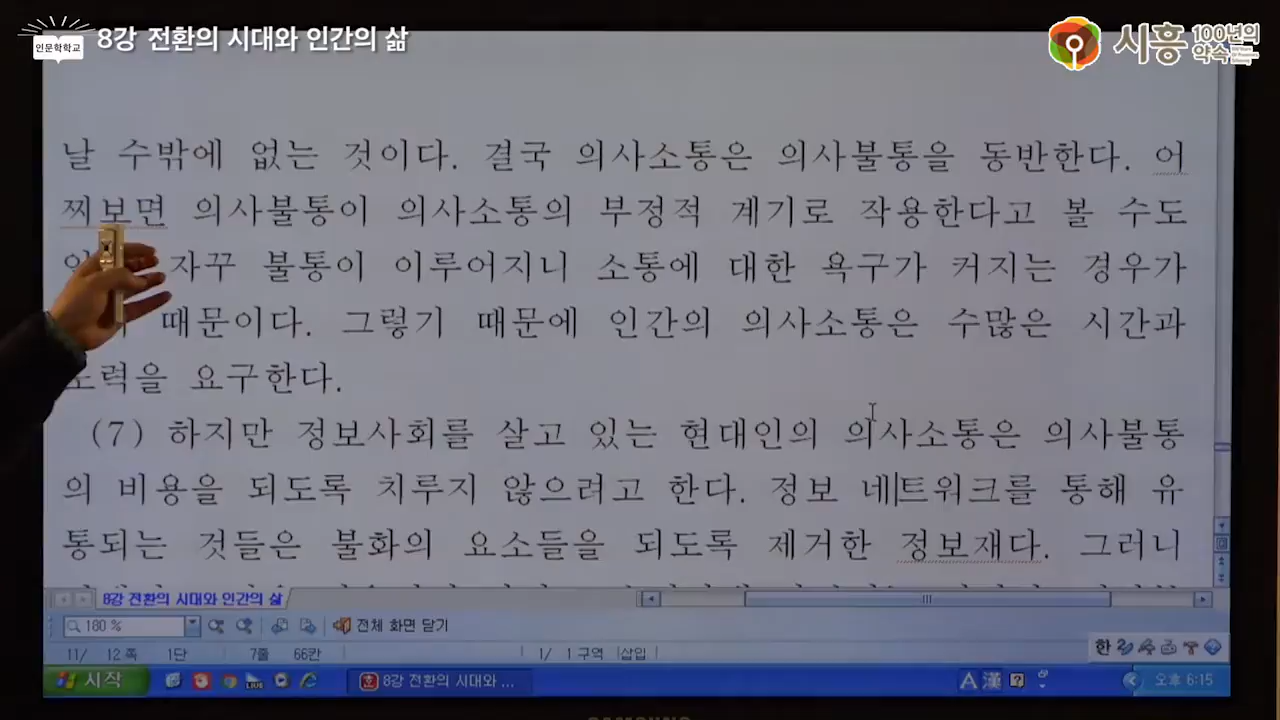 인문학학교
8강 전환의 시대와 인간의 삶
시흥
100년의
약속
날 수밖에 없는 것이다. 결국 의사소통은 의사불통을 동반한다. 어
찌보면 의사불통이 의사소통의 부정적 계기로 작용한다고 볼 수도
자꾸 불통이 이루어지니 소통에 대한 욕구가 커지는 경우가
때문이다. 그렇기 때문에 인간의 의사소통은 수많은 시간과
노력을 요구한다.
(7) 하지만 정보사회를 살고 있는 현대인의 의사소통은 의사불통
의 비용을 되도록 치루지 않으려고 한다. 정보 네트워크를 통해 유
통되는 것들은 불화의 요소들을 되도록 제거한 정보재다. 그러니
8강 전환의 시대와 인간의 삶
180 %
전체 화면 닫기
한
11/ 12 쪽 1단 7줄 66칸 1/ 1 구역 삽입
시작
LIVE
8강 전환의 시대와 ...
A 漢
오후 6:15
SAMSUNG